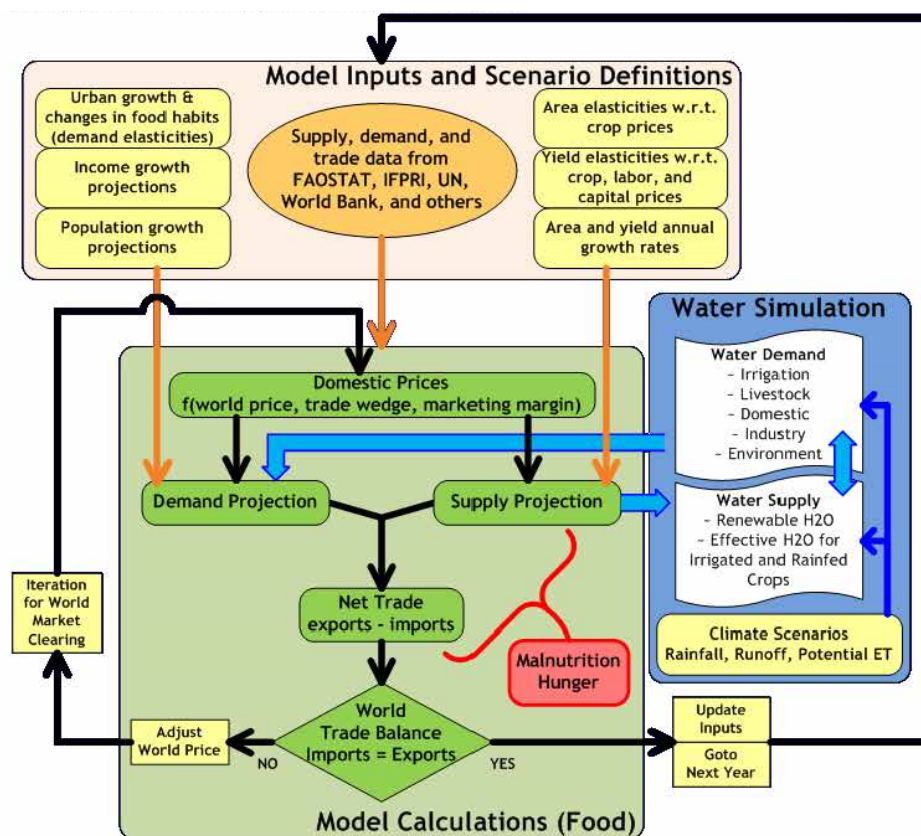 Model Inputs and Scenario Definitions
Urban growth &
changes in food habits
(demand elasticities)
Income growth
projections
Population growth
projections
Supply, demand, and
trade data from
FAOSTAT, IFPRI, UN,
World Bank, and others
Area elasticities w.r.t.
crop prices
Yield elasticities w.r.t.
crop, labor, and
capital prices
Area and yield annual
growth rates
Water Simulation
Water Demand
~ Irrigation
~ Livestock
~ Domestic
~ Industry
~ Environment
Water Supply
~ Renewable H2O
~ Effective H2O for
Irrigated and Rainfed
Crops
Climate Scenarios
Rainfall, Runoff, Potential ET
Domestic Prices
f(world price, trade wedge, marketing margin)
Demand Projection
Supply Projection
Net Trade
exports - imports
Malnutrition
Hunger
World
Trade Balance
Imports = Exports
NO
YES
Adjust
World Price
Iteration
for World
Market
Clearing
Update
Inputs
Goto
Next Year
Model Calculations (Food)